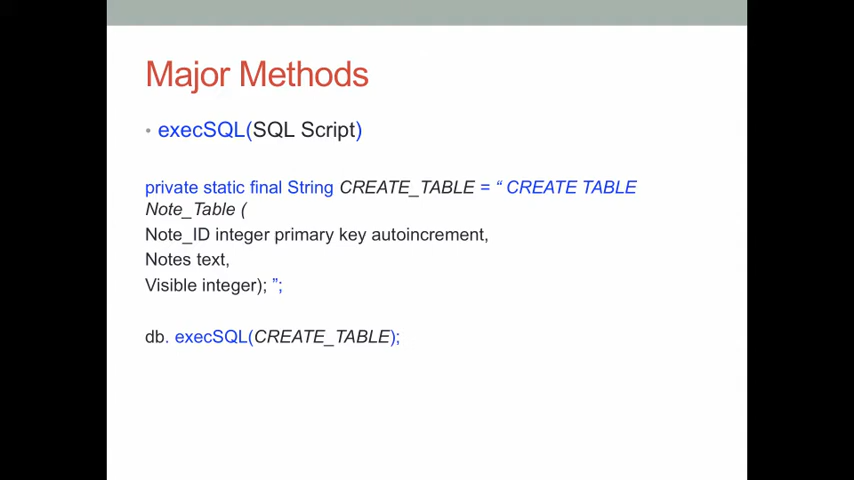 Major Methods
• execSQL(SQL Script)
private static final String CREATE_TABLE = “ CREATE TABLE
Note_Table (
Note_ID integer primary key autoincrement,
Notes text,
Visible integer); ”;
db. execSQL(CREATE_TABLE);